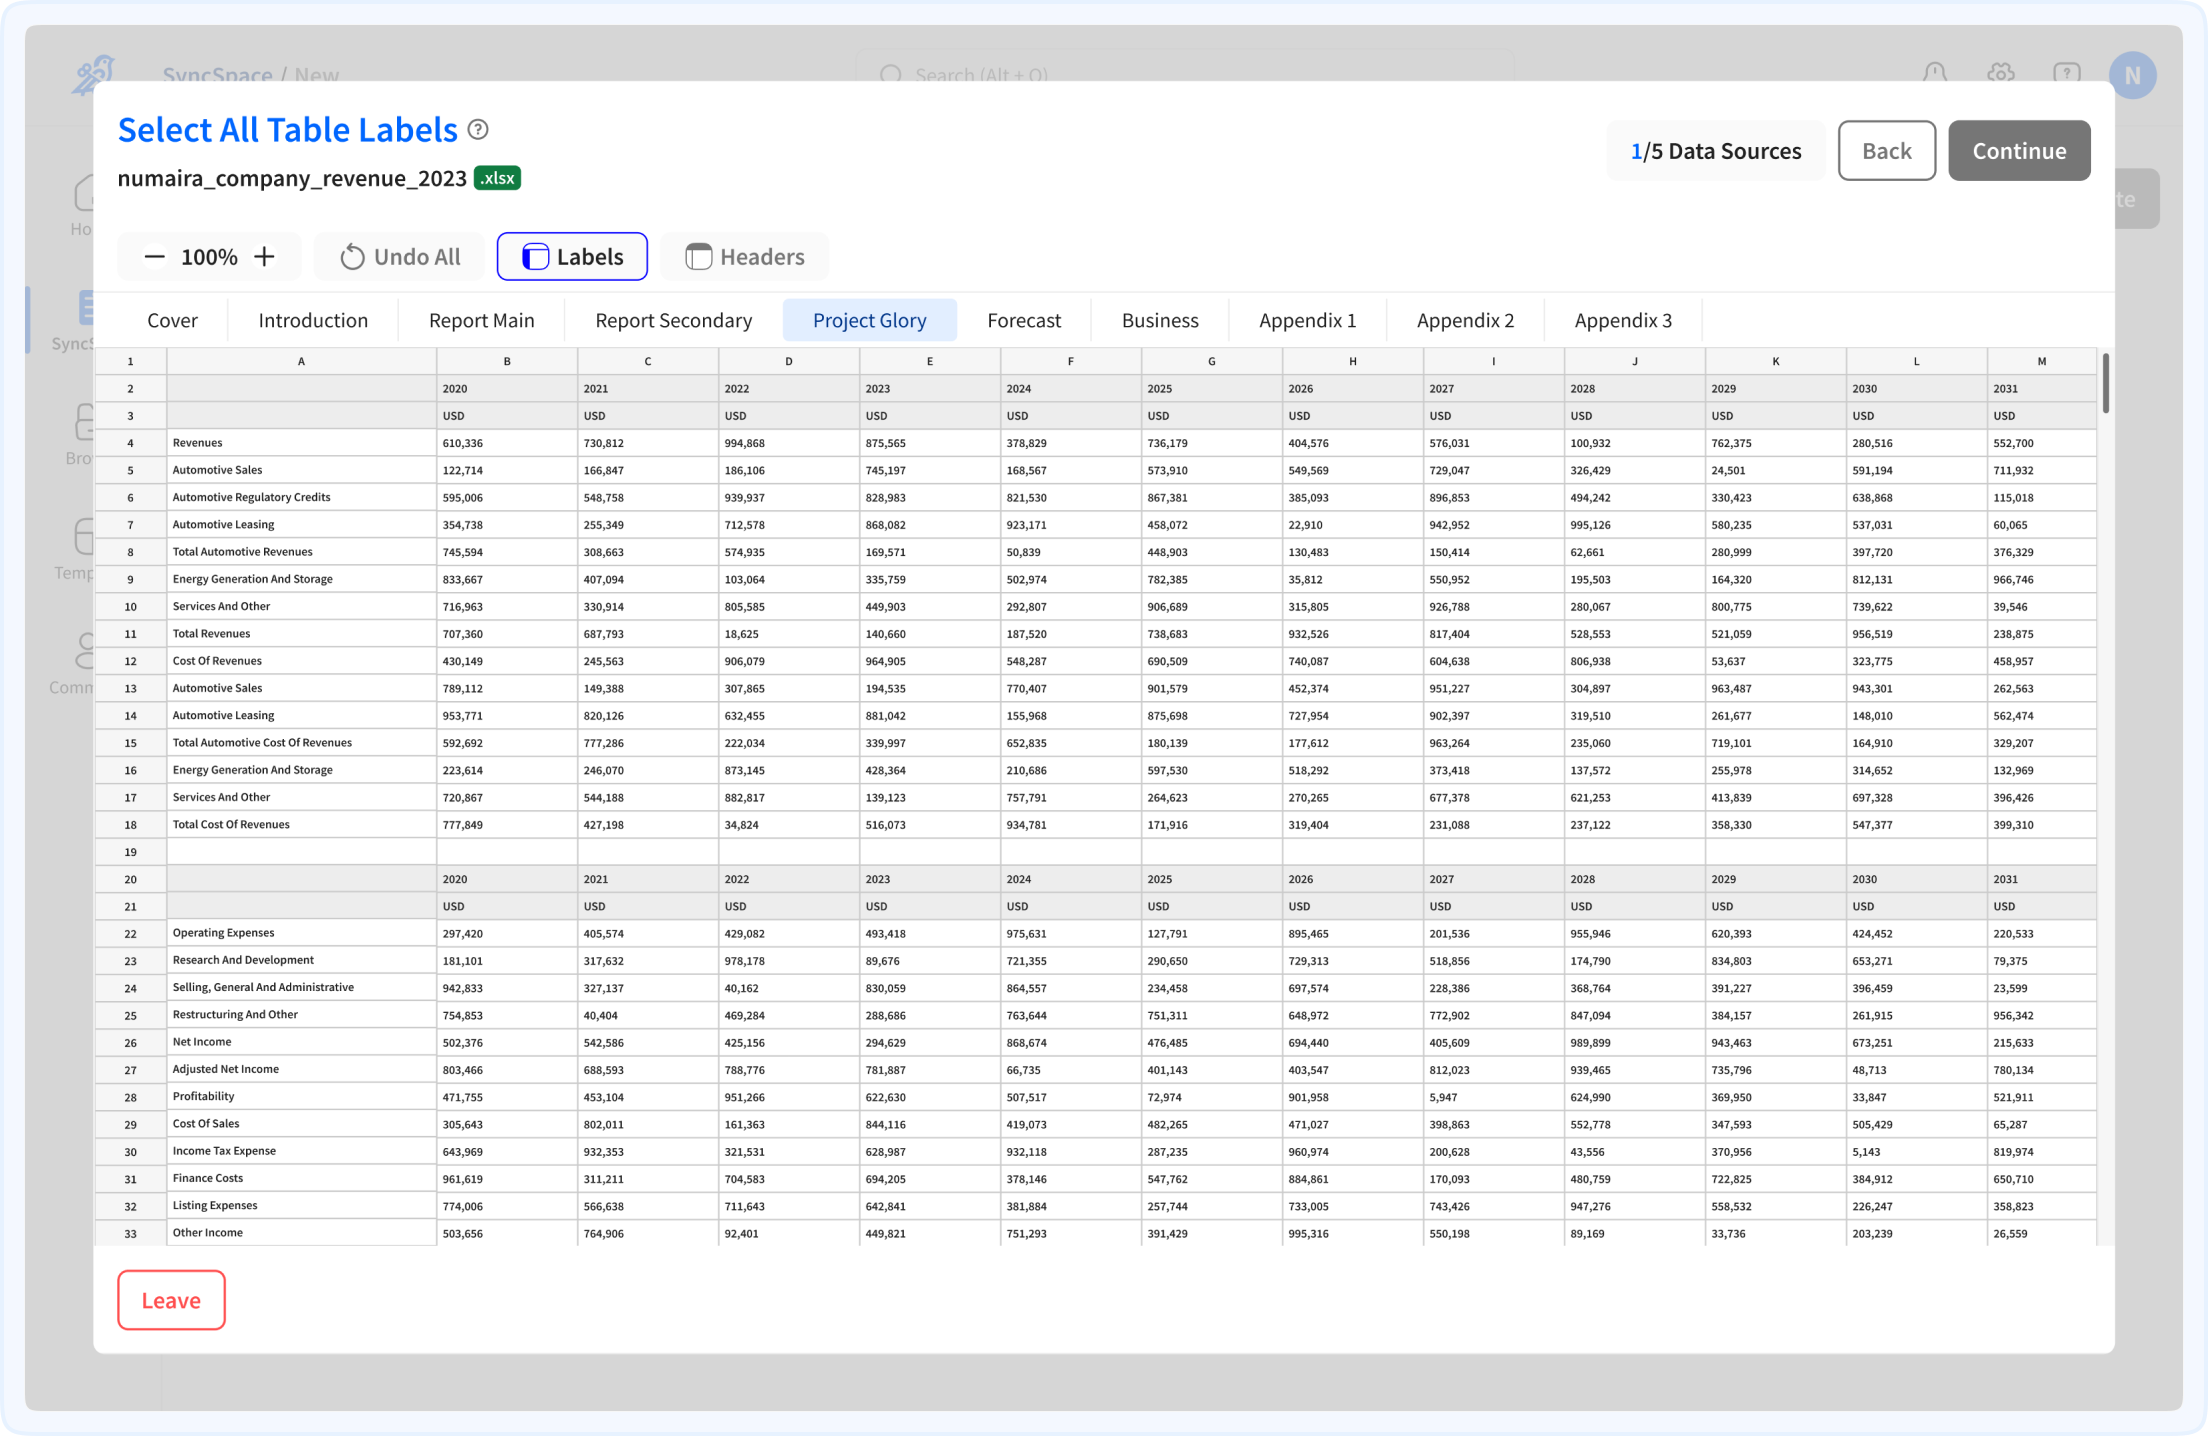 SyncSpace / New
Search (Alt + Q)
N
Select All Table Labels ?
numaira_company_revenue_2023 .xlsx
1/5 Data Sources
Back
Continue
100%
Undo All
Labels
Headers
Cover Introduction Report Main Report Secondary Project Glory Forecast Business Appendix 1 Appendix 2 Appendix 3
1 A B C D E F G H I J K L M
2 2020 2021 2022 2023 2024 2025 2026 2027 2028 2029 2030 2031
3 USD USD USD USD USD USD USD USD USD USD USD USD
4 Revenues 610,336 730,812 994,868 875,565 378,829 736,179 404,576 576,031 100,932 762,375 280,516 552,700
5 Automotive Sales 122,714 166,847 186,106 745,197 168,567 573,910 549,569 729,047 326,429 24,501 591,194 711,932
6 Automotive Regulatory Credits 595,006 548,758 939,937 828,983 821,530 867,381 385,093 896,853 494,242 330,423 638,868 115,018
7 Automotive Leasing 354,738 255,349 712,578 868,082 923,171 458,072 22,910 942,952 995,126 580,235 537,031 60,065
8 Total Automotive Revenues 745,594 308,663 574,935 169,571 50,839 448,903 130,483 150,414 62,661 280,999 397,720 376,329
9 Energy Generation And Storage 833,667 407,094 103,064 335,759 502,974 782,385 35,812 550,952 195,503 164,320 812,131 966,746
10 Services And Other 716,963 330,914 805,585 449,903 292,807 906,689 315,805 926,788 280,067 800,775 739,622 39,546
11 Total Revenues 707,360 687,793 18,625 140,660 187,520 738,683 932,526 817,404 528,553 521,059 956,519 238,875
12 Cost Of Revenues 430,149 245,563 906,079 964,905 548,287 690,509 740,087 604,638 806,938 53,637 323,775 458,957
13 Automotive Sales 789,112 149,388 307,865 194,535 770,407 901,579 452,374 951,227 304,897 963,487 943,301 262,563
14 Automotive Leasing 953,771 820,126 632,455 881,042 155,968 875,698 727,954 902,397 319,510 261,677 148,010 562,474
15 Total Automotive Cost Of Revenues 592,692 777,286 222,034 339,997 652,835 180,139 177,612 963,264 235,060 719,101 164,910 329,207
16 Energy Generation And Storage 223,614 246,070 873,145 428,364 210,686 597,530 518,292 373,418 137,572 255,978 314,652 132,969
17 Services And Other 720,867 544,188 882,817 139,123 757,791 264,623 270,265 677,378 621,253 413,839 697,328 396,426
18 Total Cost Of Revenues 777,849 427,198 34,824 516,073 934,781 171,916 319,404 231,088 237,122 358,330 547,377 399,310
19
20 2020 2021 2022 2023 2024 2025 2026 2027 2028 2029 2030 2031
21 USD USD USD USD USD USD USD USD USD USD USD USD
22 Operating Expenses 297,420 405,574 429,082 493,418 975,631 127,791 895,465 201,536 955,946 620,393 424,452 220,533
23 Research And Development 181,101 317,632 978,178 89,676 721,355 290,650 729,313 518,856 174,790 834,803 653,271 79,375
24 Selling, General And Administrative 942,833 327,137 40,162 830,059 864,557 234,458 697,574 228,386 368,764 391,227 396,459 23,599
25 Restructuring And Other 754,853 40,404 469,284 288,686 763,644 751,311 648,972 772,902 847,094 384,157 261,915 956,342
26 Net Income 502,376 542,586 425,156 294,629 868,674 476,485 694,440 405,609 989,899 943,463 673,251 215,633
27 Adjusted Net Income 803,466 688,593 788,776 781,887 66,735 401,143 403,547 812,023 939,465 735,796 48,713 780,134
28 Profitability 471,755 453,104 951,266 622,630 507,517 72,974 901,958 5,947 624,990 369,950 33,847 521,911
29 Cost Of Sales 305,643 802,011 161,363 844,116 419,073 482,265 471,027 398,863 552,778 347,593 505,429 65,287
30 Income Tax Expense 643,969 932,353 321,531 628,987 932,118 287,235 960,974 200,628 43,556 370,956 5,143 819,974
31 Finance Costs 961,619 311,211 704,583 694,205 378,146 547,762 884,861 170,093 480,759 722,825 384,912 650,710
32 Listing Expenses 774,006 566,638 711,643 642,841 381,884 257,744 733,005 743,426 947,276 558,532 226,247 358,823
33 Other Income 503,656 764,906 92,401 449,821 751,293 391,429 995,316 550,198 89,169 33,736 203,239 26,559
Leave